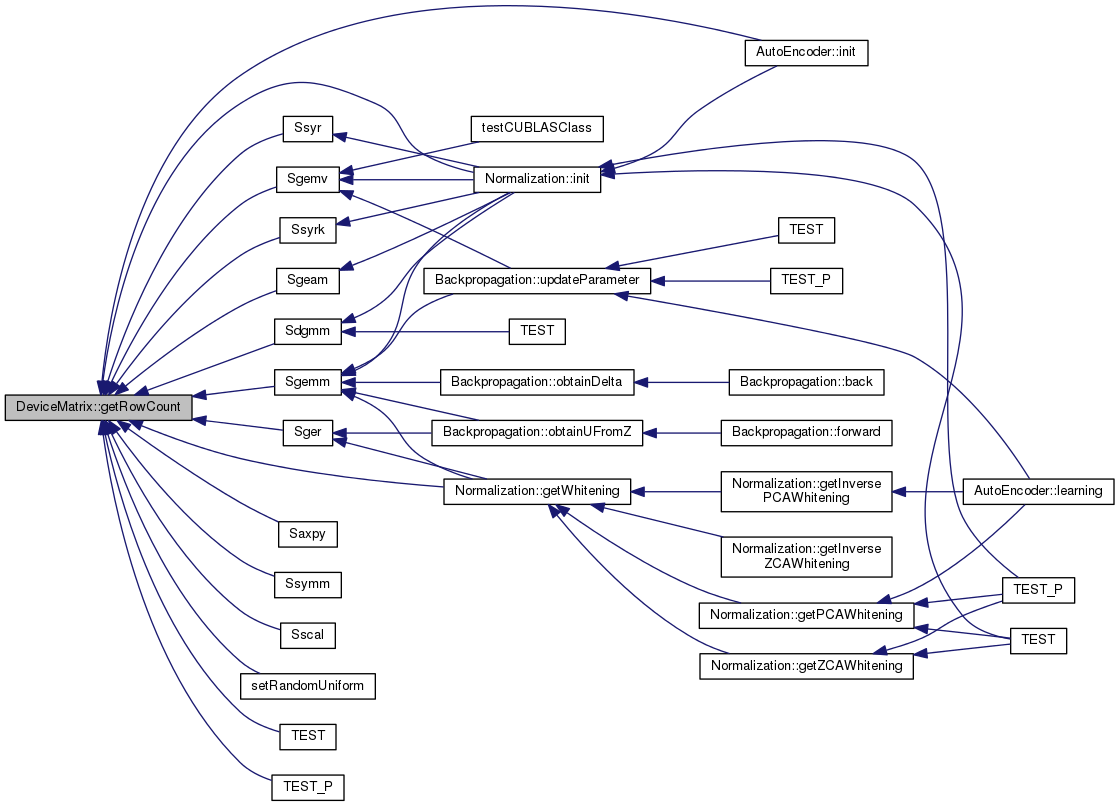 AutoEncoder::init
Ssyr
testCUBLASClass
Sgemv
Normalization::init
Ssyrk
TEST
Sgeam
Backpropagation::updateParameter
TEST_P
Sdgmm
TEST
Sgemm
Backpropagation::obtainDelta
Backpropagation::back
DeviceMatrix::getRowCount
Sger
Backpropagation::obtainUFromZ
Backpropagation::forward
Normalization::getWhitening
Normalization::getInverse
PCAWhitening
AutoEncoder::learning
Saxpy
Normalization::getInverse
ZCAWhitening
Ssymm
TEST_P
Normalization::getPCAWhitening
Sscal
TEST
Normalization::getZCAWhitening
setRandomUniform
TEST
TEST_P